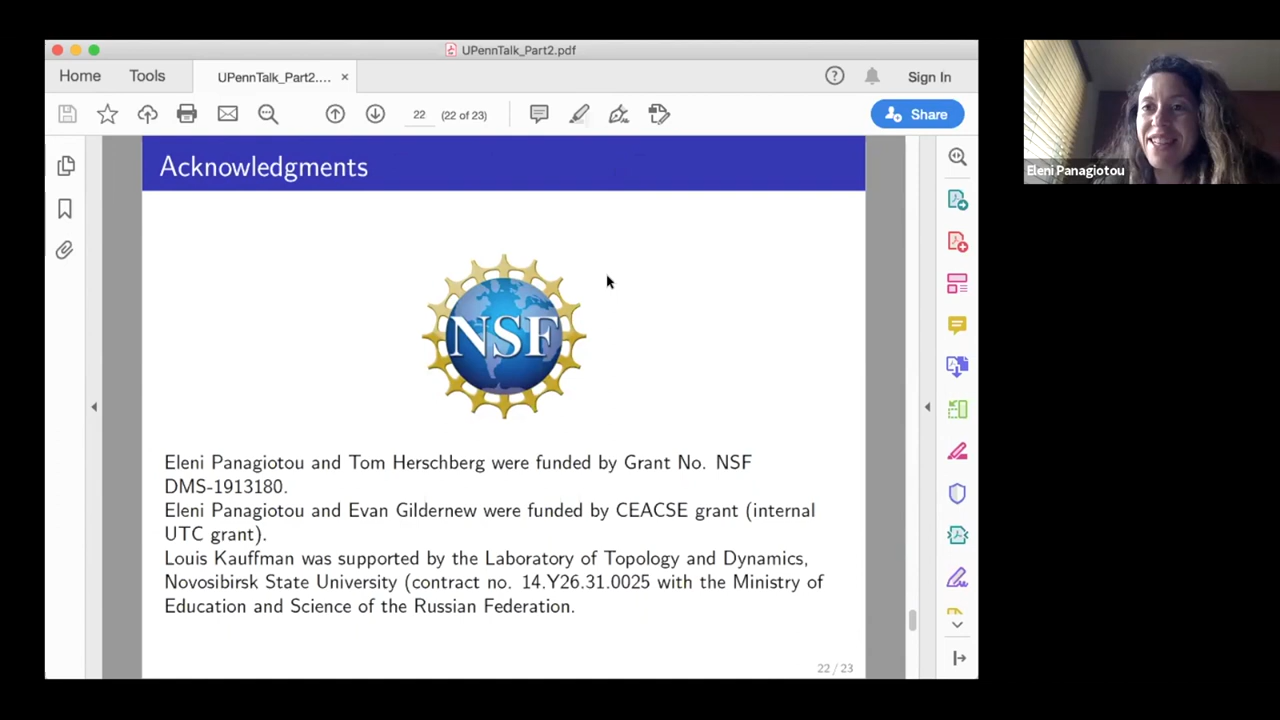 UPennTalk_Part2.pdf
Home Tools UPennTalk_Part2.... × Sign In
22 (22 of 23) Share
Acknowledgments
NSF
Eleni Panagiotou and Tom Herschberg were funded by Grant No. NSF
DMS-1913180.
Eleni Panagiotou and Evan Gildernew were funded by CEACSE grant (internal
UTC grant).
Louis Kauffman was supported by the Laboratory of Topology and Dynamics,
Novosibirsk State University (contract no. 14.Y26.31.0025 with the Ministry of
Education and Science of the Russian Federation.
22 / 23
Eleni Panagiotou